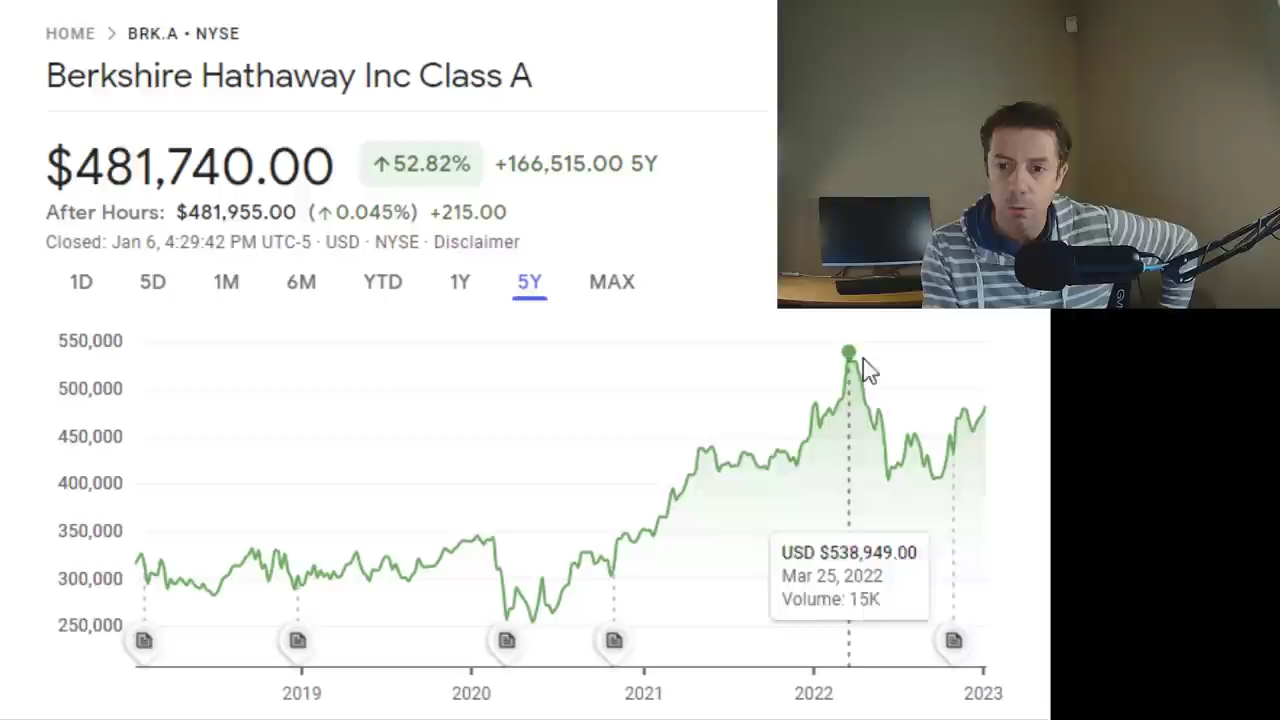 HOME > BRK.A • NYSE
Berkshire Hathaway Inc Class A
$481,740.00 ↑52.82% +166,515.00 5Y
After Hours: $481,955.00 (↑0.045%) +215.00
Closed: Jan 6, 4:29:42 PM UTC-5 · USD · NYSE · Disclaimer
1D 5D 1M 6M YTD 1Y 5Y MAX
550,000
500,000
450,000
400,000
350,000
300,000
250,000
USD $538,949.00
Mar 25, 2022
Volume: 15K
2019 2020 2021 2022 2023